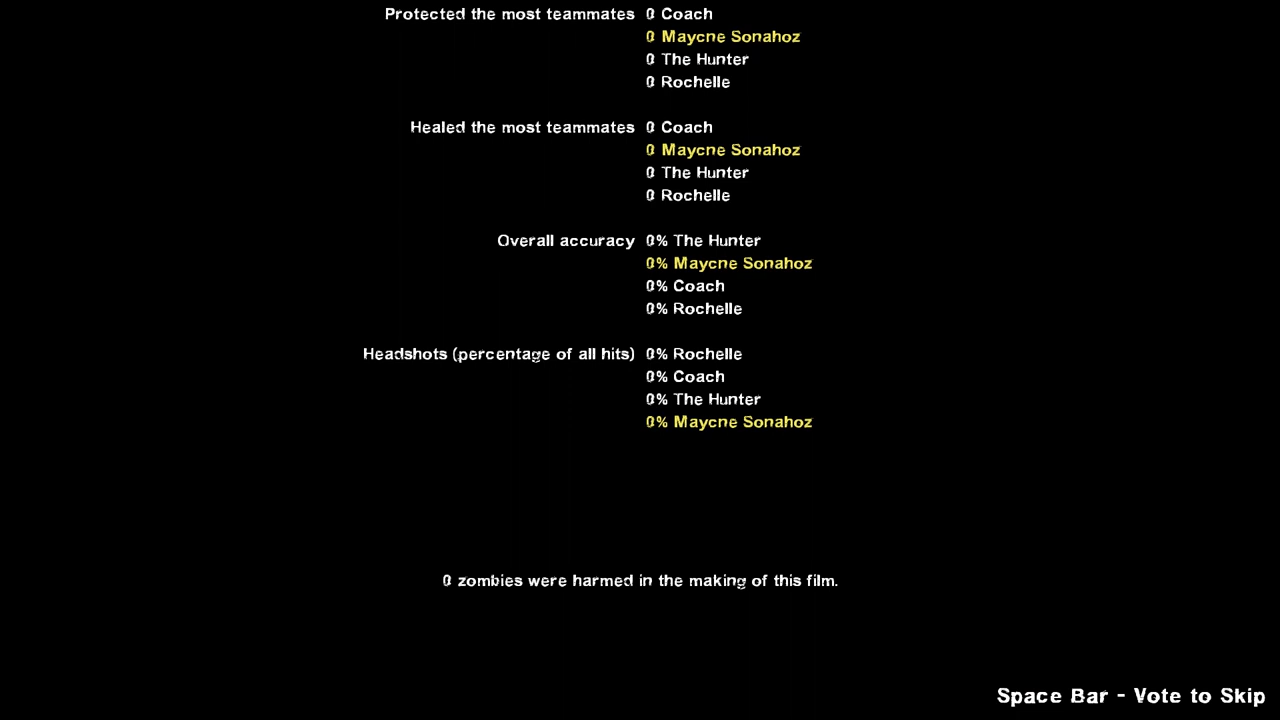 Protected the most teammates 0 Coach
0 Maycne Sonahoz
0 The Hunter
0 Rochelle
Healed the most teammates 0 Coach
0 Maycne Sonahoz
0 The Hunter
0 Rochelle
Overall accuracy 0% The Hunter
0% Maycne Sonahoz
0% Coach
0% Rochelle
Headshots (percentage of all hits) 0% Rochelle
0% Coach
0% The Hunter
0% Maycne Sonahoz
0 zombies were harmed in the making of this film.
Space Bar - Vote to Skip